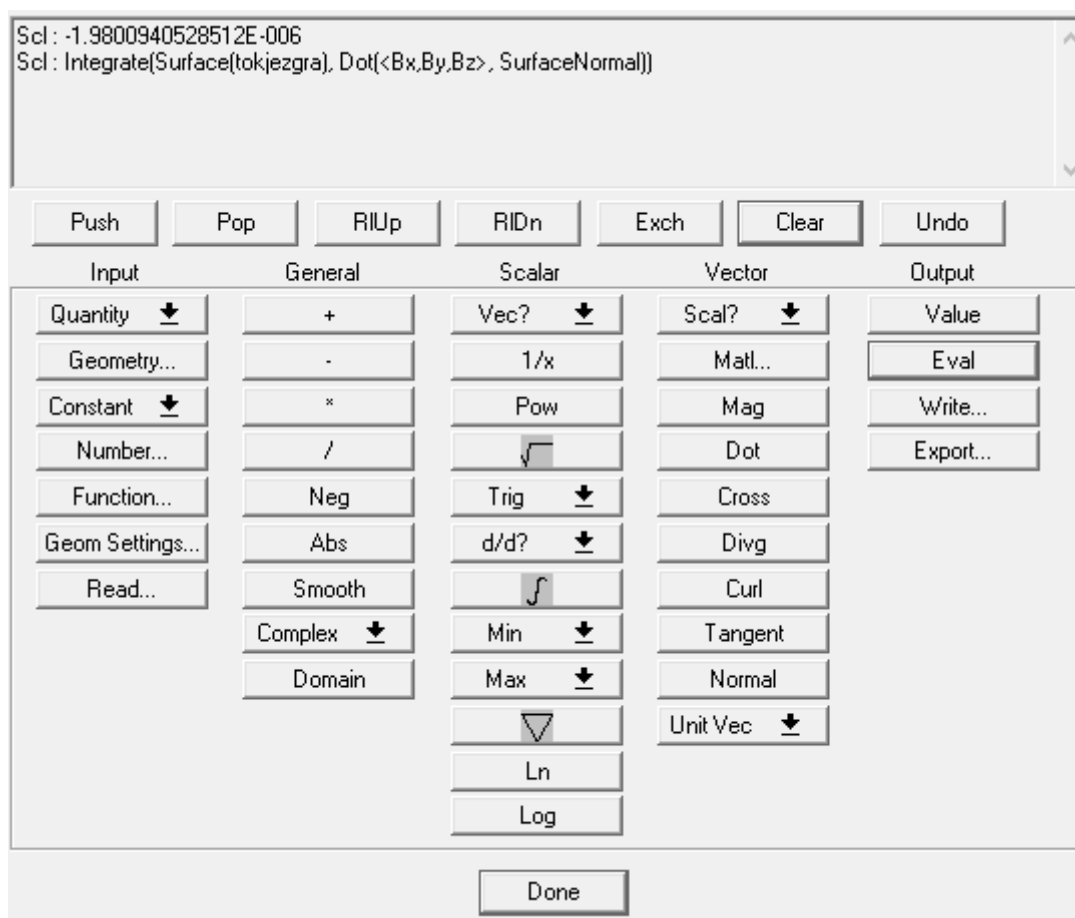 Scl : -1.9800940528512E-006
Scl : Integrate(Surface(tokjezgra), Dot(<Bx,By,Bz>, SurfaceNormal))
Push Pop RlUp RlDn Exch Clear Undo
Input General Scalar Vector Output
Quantity + Vec? Scal? Value
Geometry... - 1/x Matl... Eval
Constant * Pow Mag Write...
Number... / √ Dot Export...
Function... Neg Trig Cross
Geom Settings... Abs d/d? Divg
Read... Smooth ∫ Curl
Complex Min Tangent
Domain Max Normal
▽ Unit Vec
Ln
Log
Done